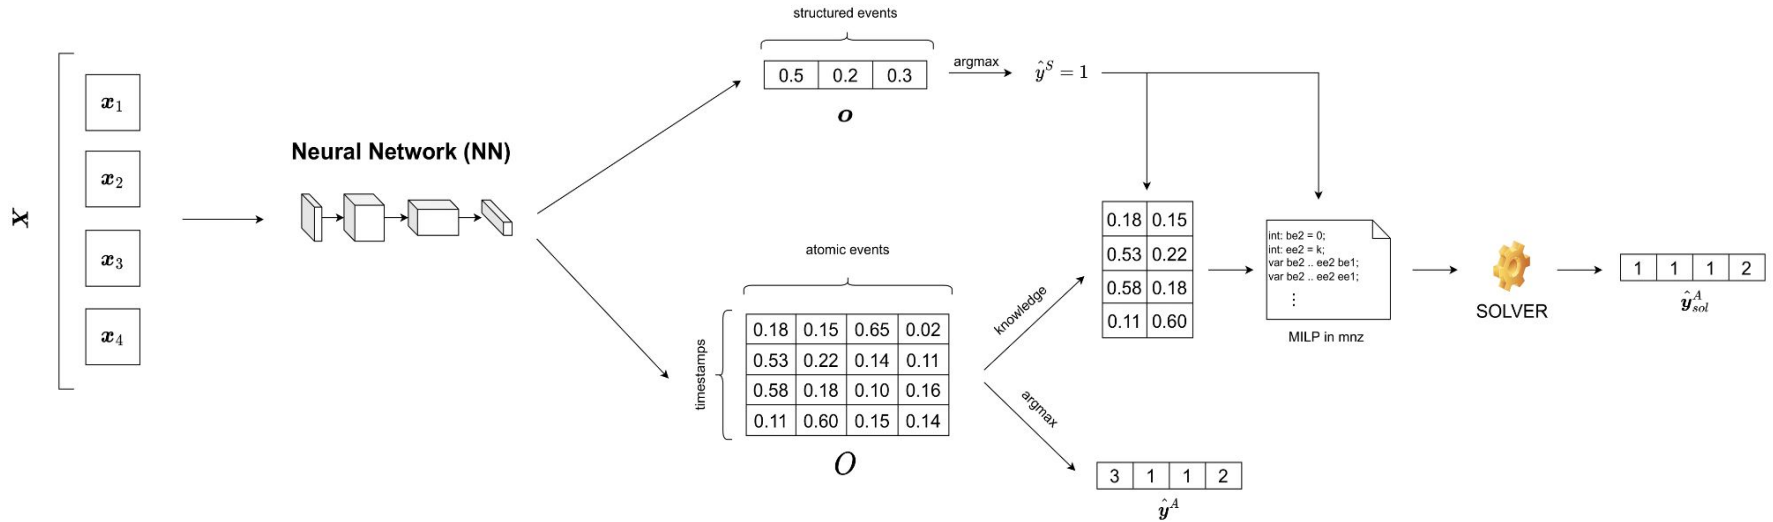 X
x1
x2
x3
x4
Neural Network (NN)
structured events
0.5 0.2 0.3
o
argmax
ŷ^S = 1
atomic events
timestamps
0.18 0.15 0.65 0.02
0.53 0.22 0.14 0.11
0.58 0.18 0.10 0.16
0.11 0.60 0.15 0.14
O
knowledge
argmax
0.18 0.15
0.53 0.22
0.58 0.18
0.11 0.60
int: be2 = 0;
int: ee2 = k;
var be2 .. ee2 be1;
var be2 .. ee2 ee1;
⋮
MILP in mnz
SOLVER
1 1 1 2
ŷ^A_sol
3 1 1 2
ŷ^A